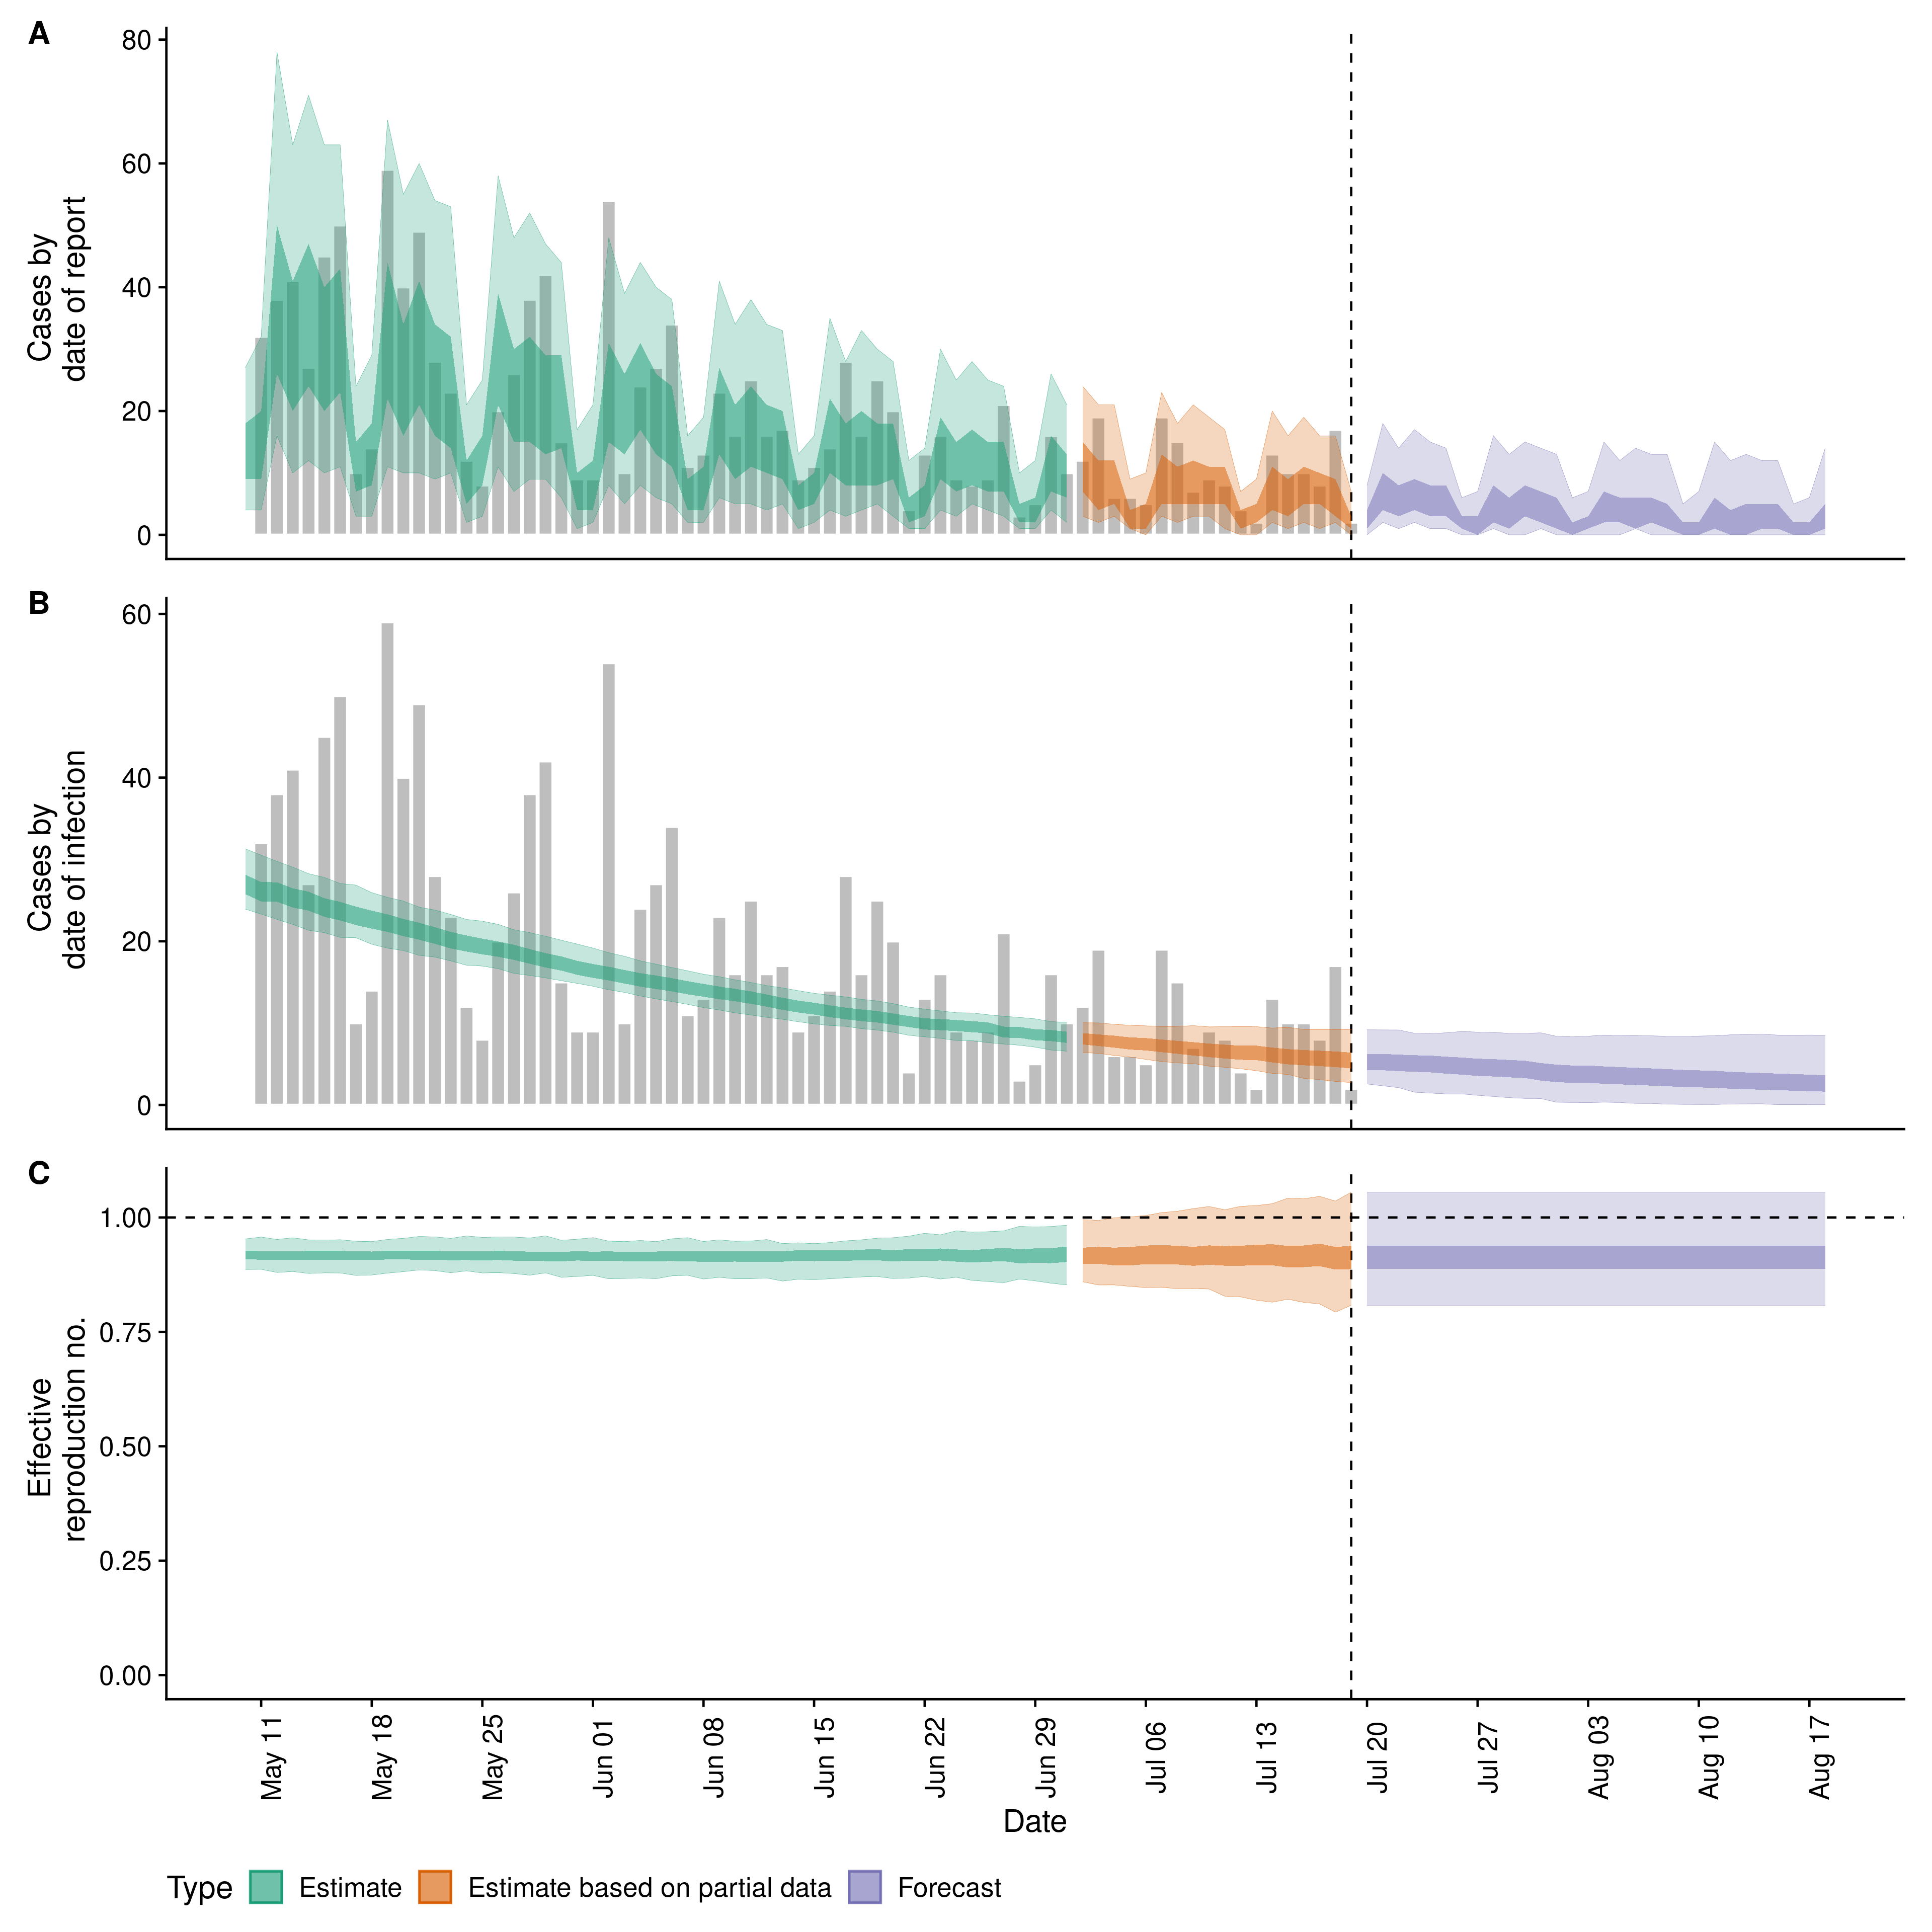 A
80
60
40
20
0
Cases by
date of report
B
60
40
20
0
Cases by
date of infection
C
1.00
0.75
0.50
0.25
0.00
Effective
reproduction no.
May 11
May 18
May 25
Jun 01
Jun 08
Jun 15
Jun 22
Jun 29
Jul 06
Jul 13
Jul 20
Jul 27
Aug 03
Aug 10
Aug 17
Date
Type Estimate Estimate based on partial data Forecast